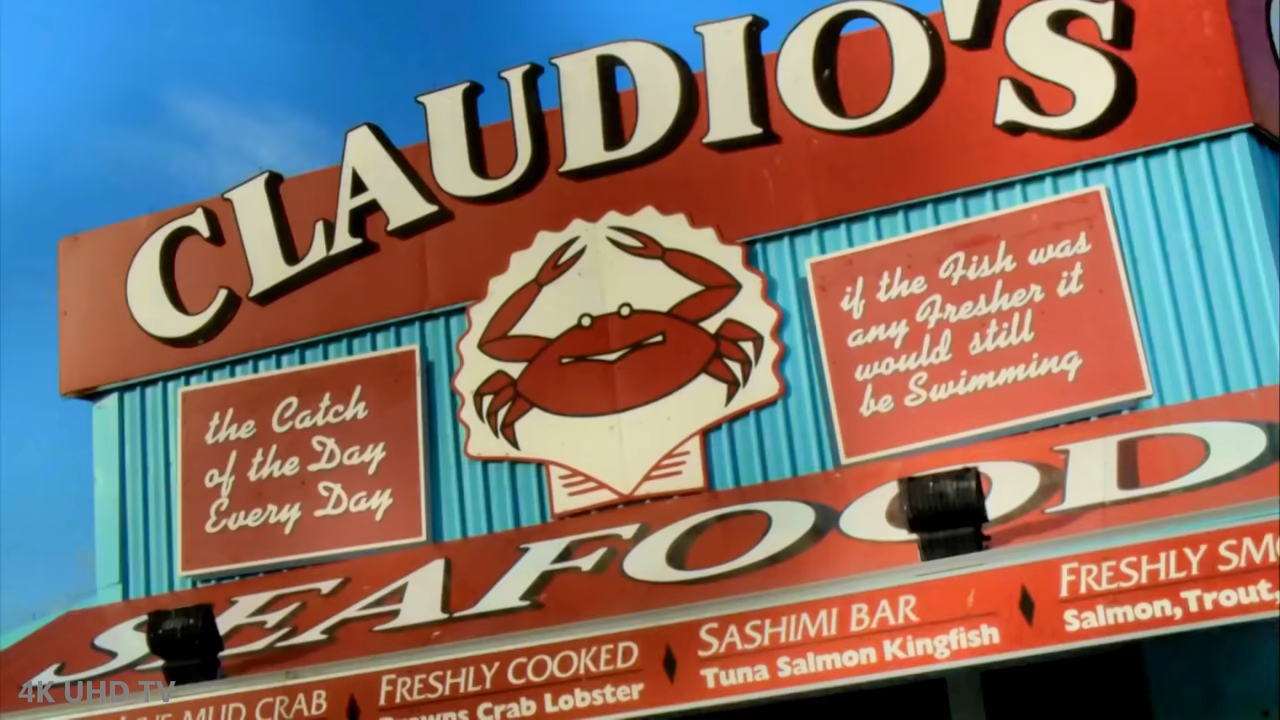 CLAUDIO'S
the Catch
of the Day
Every Day
if the Fish was
any Fresher it
would still
be Swimming
SEAFOOD
MUD CRAB
FRESHLY COOKED
Crab Lobster
SASHIMI BAR
Tuna Salmon Kingfish
FRESHLY
Salmon, Trout,
4K UHD TV